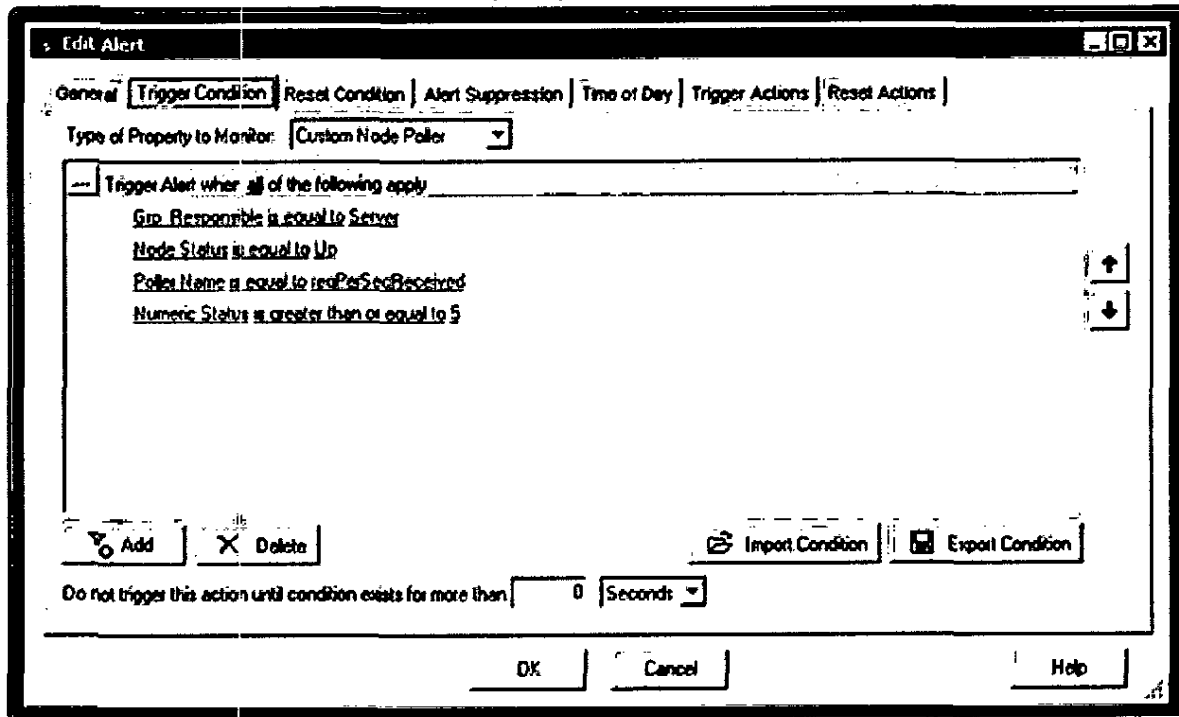 Edit Alert
General Trigger Condition Reset Condition Alert Suppression Time of Day Trigger Actions Reset Actions
Type of Property to Monitor: Custom Node Poller
Trigger Alert when all of the following apply
Grp_Responsible is equal to Server
Node Status is equal to Up
Poller Name is equal to reqPerSecReceived
Numeric Status is greater than or equal to 5
Add Delete Import Condition Export Condition
Do not trigger this action until condition exists for more than 0 Seconds
OK Cancel Help